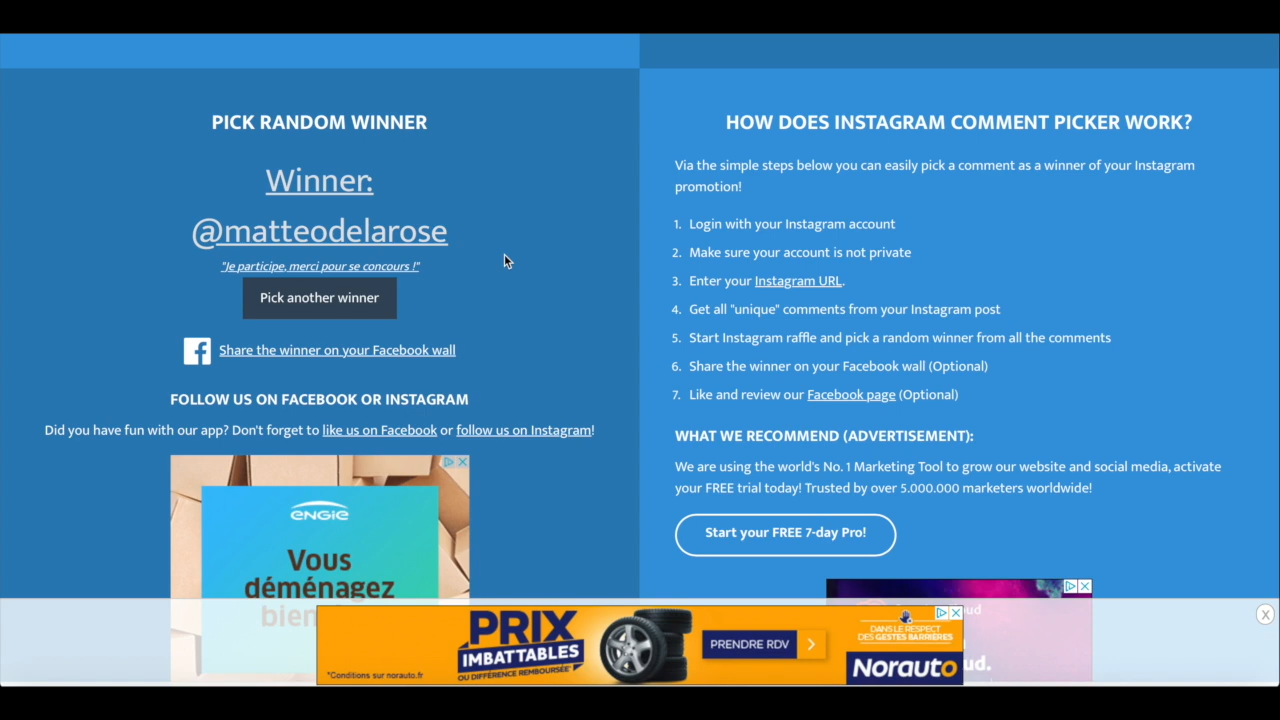 PICK RANDOM WINNER
Winner:
@matteodelarose
"Je participe, merci pour se concours !"
Pick another winner
Share the winner on your Facebook wall
FOLLOW US ON FACEBOOK OR INSTAGRAM
Did you have fun with our app? Don't forget to like us on Facebook or follow us on Instagram!
ENGIE
Vous
déménagez
bien
HOW DOES INSTAGRAM COMMENT PICKER WORK?
Via the simple steps below you can easily pick a comment as a winner of your Instagram
promotion!
1. Login with your Instagram account
2. Make sure your account is not private
3. Enter your Instagram URL.
4. Get all "unique" comments from your Instagram post
5. Start Instagram raffle and pick a random winner from all the comments
6. Share the winner on your Facebook wall (Optional)
7. Like and review our Facebook page (Optional)
WHAT WE RECOMMEND (ADVERTISEMENT):
We are using the world's No. 1 Marketing Tool to grow our website and social media, activate
your FREE trial today! Trusted by over 5.000.000 marketers worldwide!
Start your FREE 7-day Pro!
PRIX
IMBATTABLES
OU DIFFÉRENCE REMBOURSÉE*
*Conditions sur norauto.fr
PRENDRE RDV
DANS LE RESPECT
DES GESTES BARRIÈRES
Norauto
ud.
X